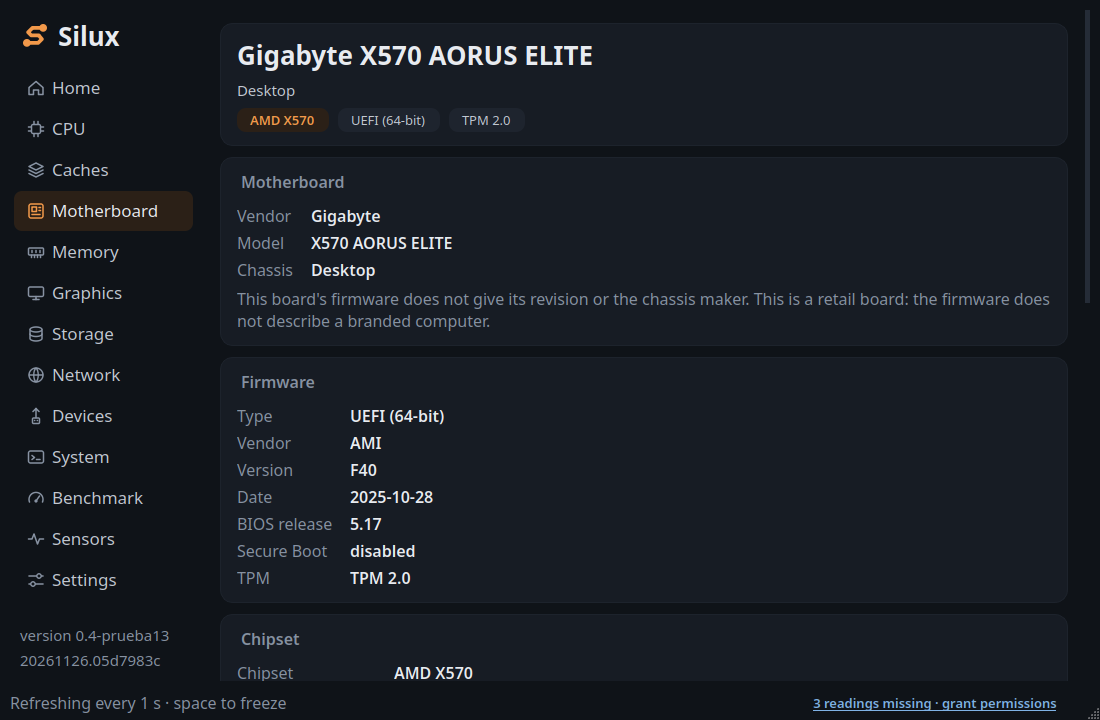 Silux
Home
CPU
Caches
Motherboard
Memory
Graphics
Storage
Network
Devices
System
Benchmark
Sensors
Settings
version 0.4-prueba13
20261126.05d7983c
Gigabyte X570 AORUS ELITE
Desktop
AMD X570 UEFI (64-bit) TPM 2.0
Motherboard
Vendor Gigabyte
Model X570 AORUS ELITE
Chassis Desktop
This board's firmware does not give its revision or the chassis maker. This is a retail board: the firmware does
not describe a branded computer.
Firmware
Type UEFI (64-bit)
Vendor AMI
Version F40
Date 2025-10-28
BIOS release 5.17
Secure Boot disabled
TPM TPM 2.0
Chipset
Chipset AMD X570
Refreshing every 1 s · space to freeze
3 readings missing · grant permissions